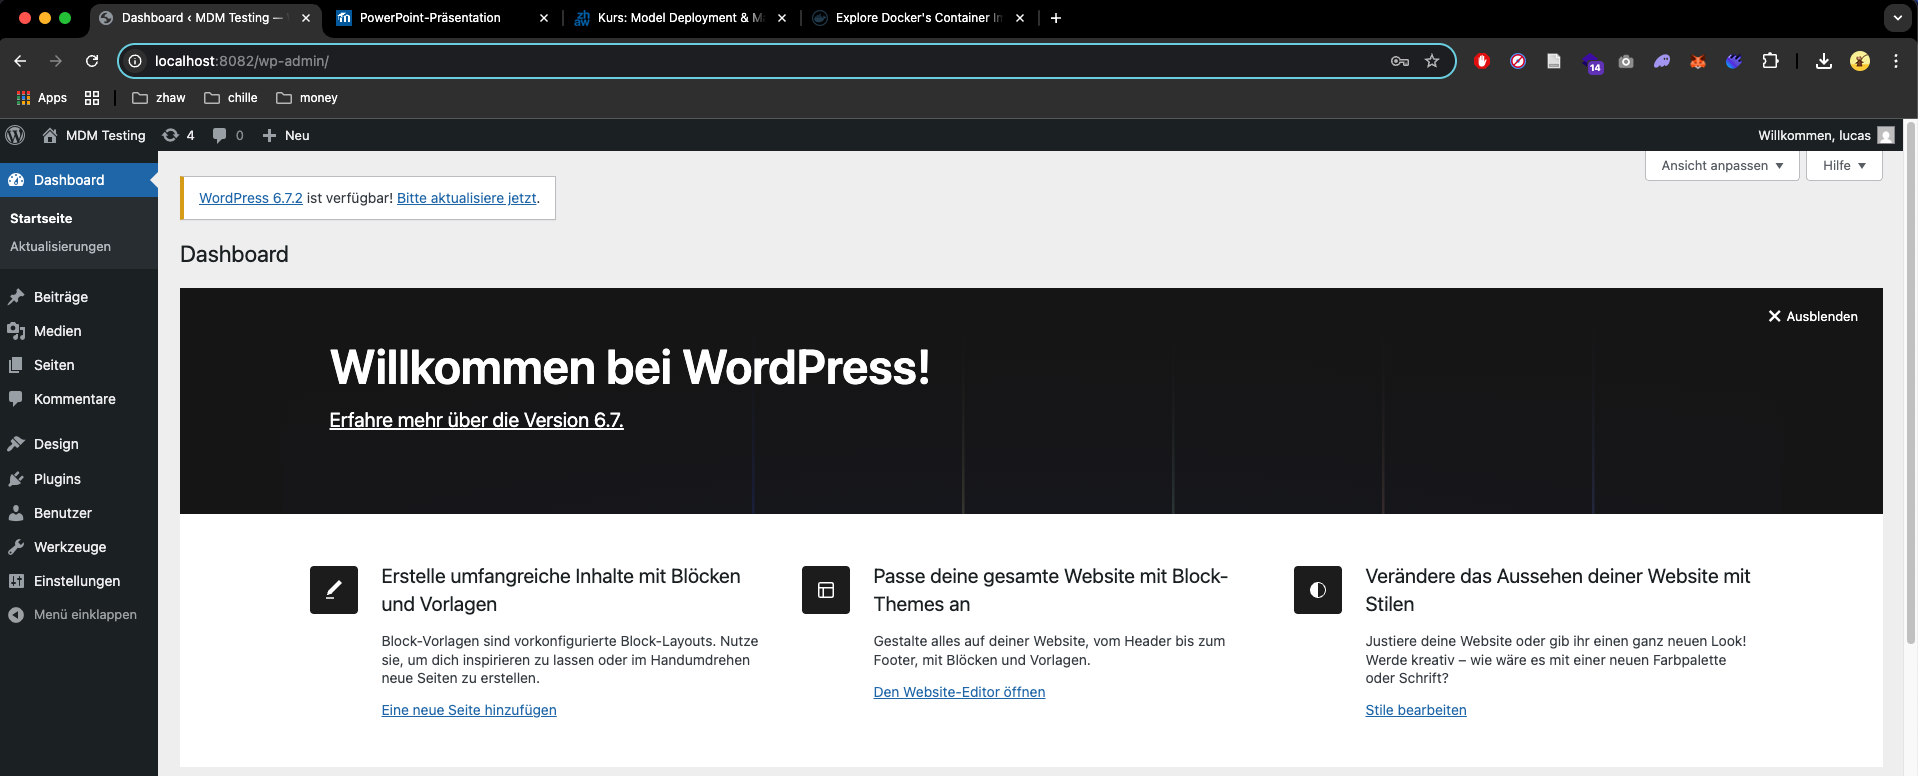 Dashboard ‹ MDM Testing —
PowerPoint-Präsentation
Kurs: Model Deployment &
Explore Docker's Container
localhost:8082/wp-admin/
14
Apps
zhaw
chille
money
MDM Testing
4
0
Neu
Willkommen, lucas
Dashboard
Startseite
Aktualisierungen
Beiträge
Medien
Seiten
Kommentare
Design
Plugins
Benutzer
Werkzeuge
Einstellungen
Menü einklappen
Ansicht anpassen
Hilfe
WordPress 6.7.2 ist verfügbar! Bitte aktualisiere jetzt.
Dashboard
Ausblenden
Willkommen bei WordPress!
Erfahre mehr über die Version 6.7.
Erstelle umfangreiche Inhalte mit Blöcken
und Vorlagen
Block-Vorlagen sind vorkonfigurierte Block-Layouts. Nutze
sie, um dich inspirieren zu lassen oder im Handumdrehen
neue Seiten zu erstellen.
Eine neue Seite hinzufügen
Passe deine gesamte Website mit Block-
Themes an
Gestalte alles auf deiner Website, vom Header bis zum
Footer, mit Blöcken und Vorlagen.
Den Website-Editor öffnen
Verändere das Aussehen deiner Website mit
Stilen
Justiere deine Website oder gib ihr einen ganz neuen Look!
Werde kreativ – wie wäre es mit einer neuen Farbpalette
oder Schrift?
Stile bearbeiten